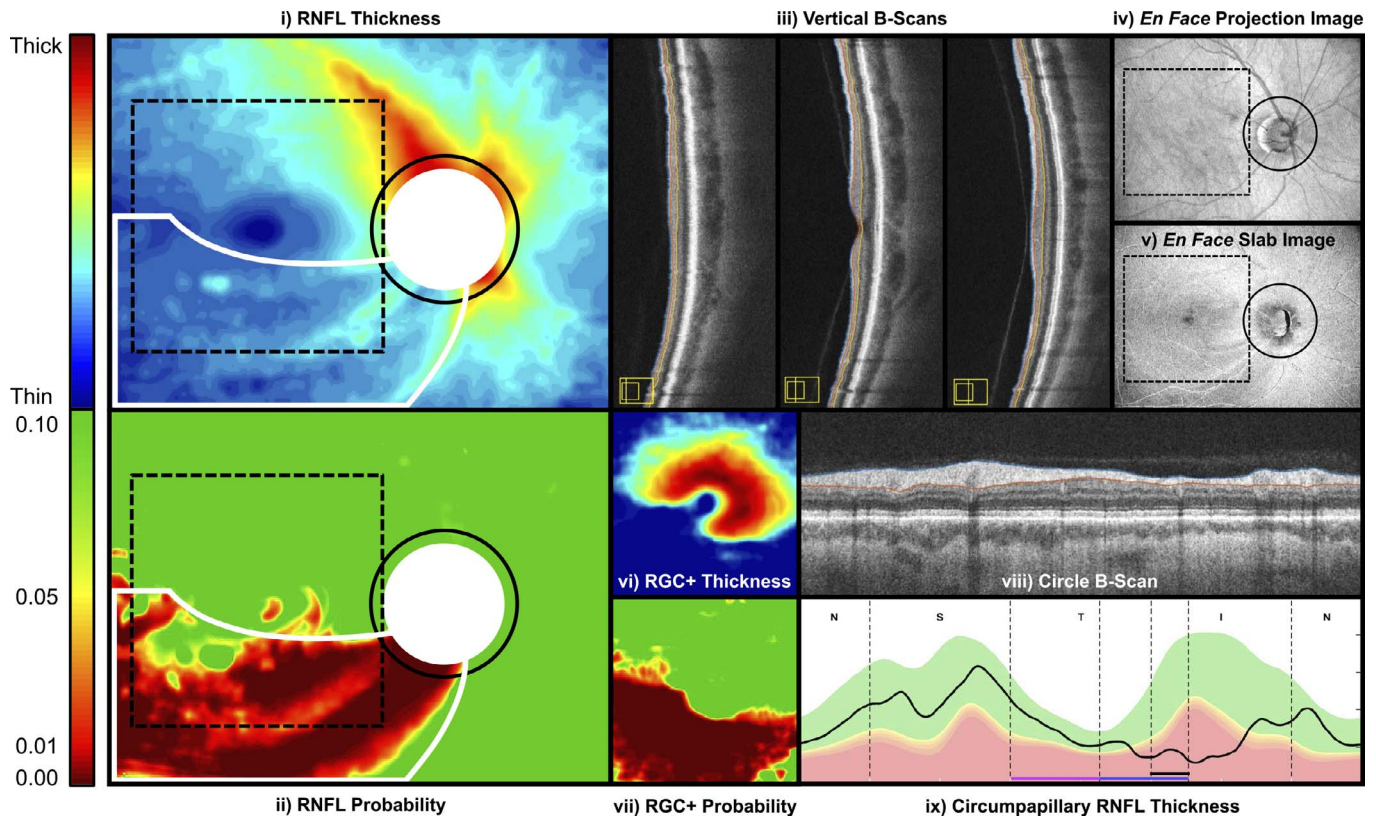 i) RNFL Thickness
iii) Vertical B-Scans
iv) En Face Projection Image
Thick
Thin
v) En Face Slab Image
0.10
0.05
0.01
0.00
vi) RGC+ Thickness
viii) Circle B-Scan
N S T I N
ii) RNFL Probability
vii) RGC+ Probability
ix) Circumpapillary RNFL Thickness